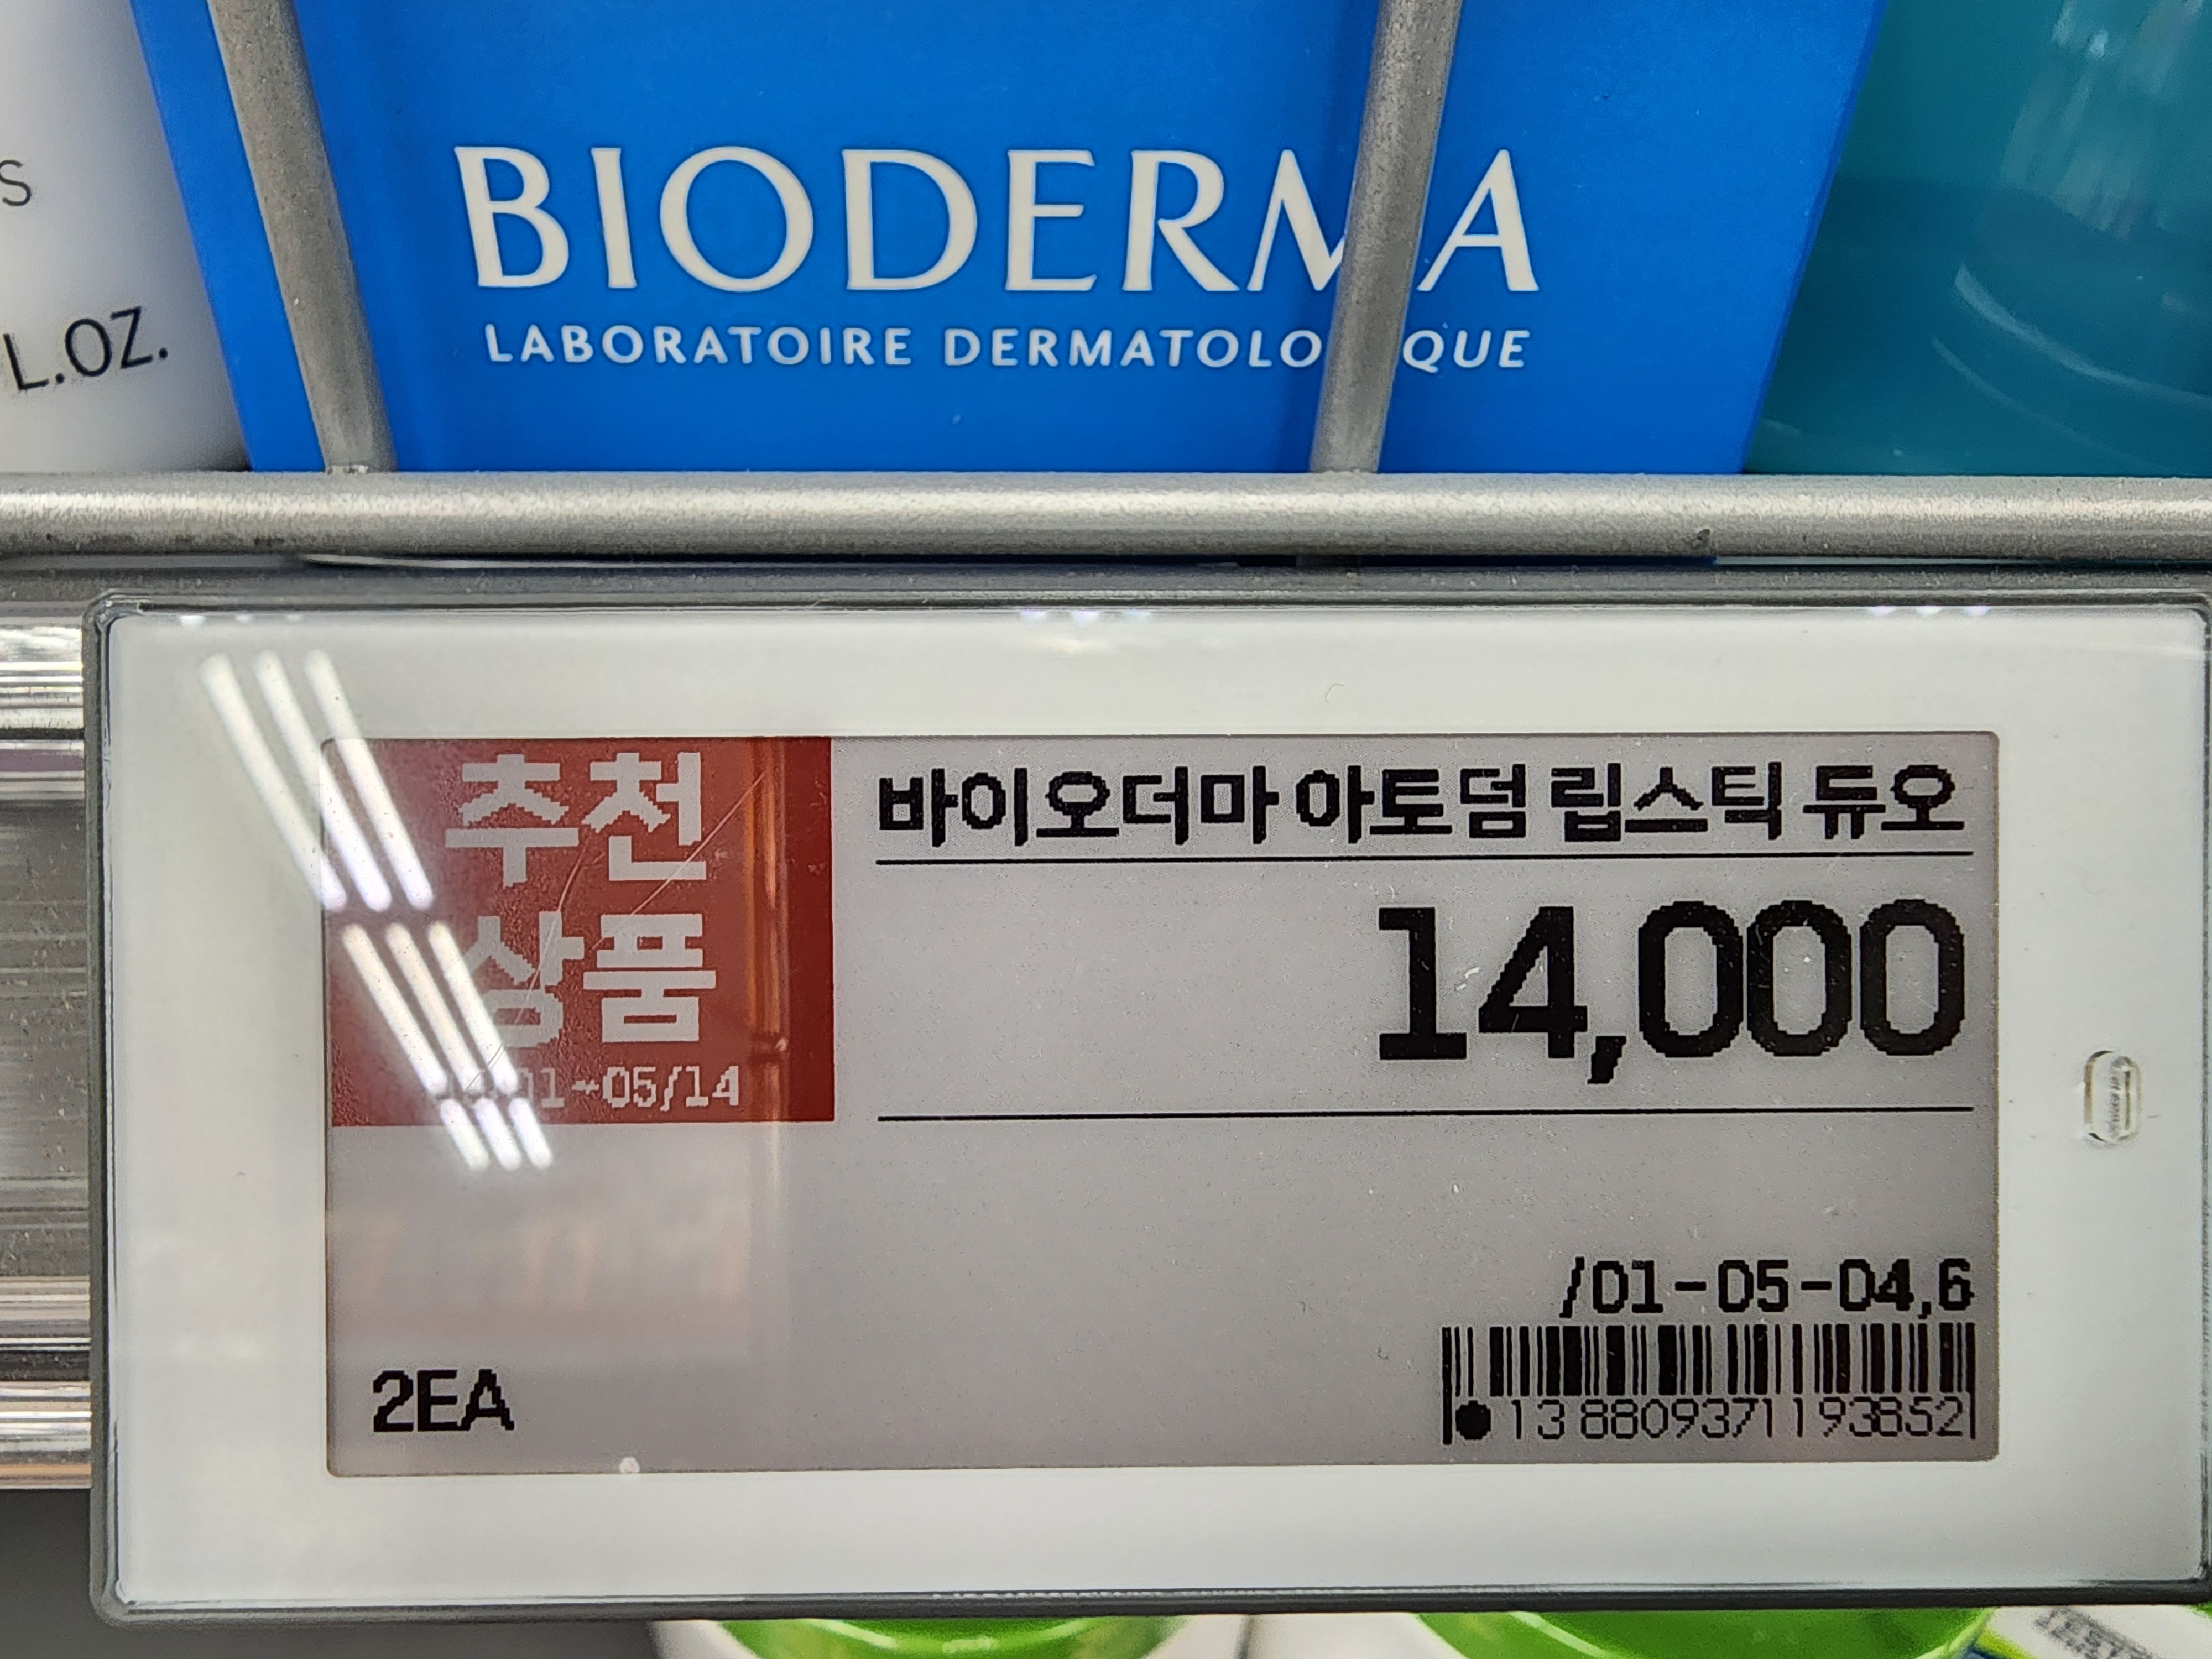 S
L.OZ.
BIODERMA
LABORATOIRE
추천
상품
~05/14
바이오더마 아토덤 립스틱 듀오
14,000
/01-05-04,6
2EA
13 8809371193852